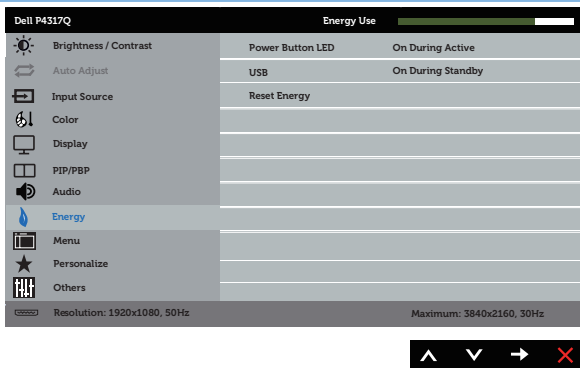 Dell P4317Q Energy Use
Brightness / Contrast Power Button LED On During Active
Auto Adjust USB On During Standby
Input Source Reset Energy
Color
Display
PIP/PBP
Audio
Energy
Menu
Personalize
Others
Resolution: 1920x1080, 50Hz Maximum: 3840x2160, 30Hz